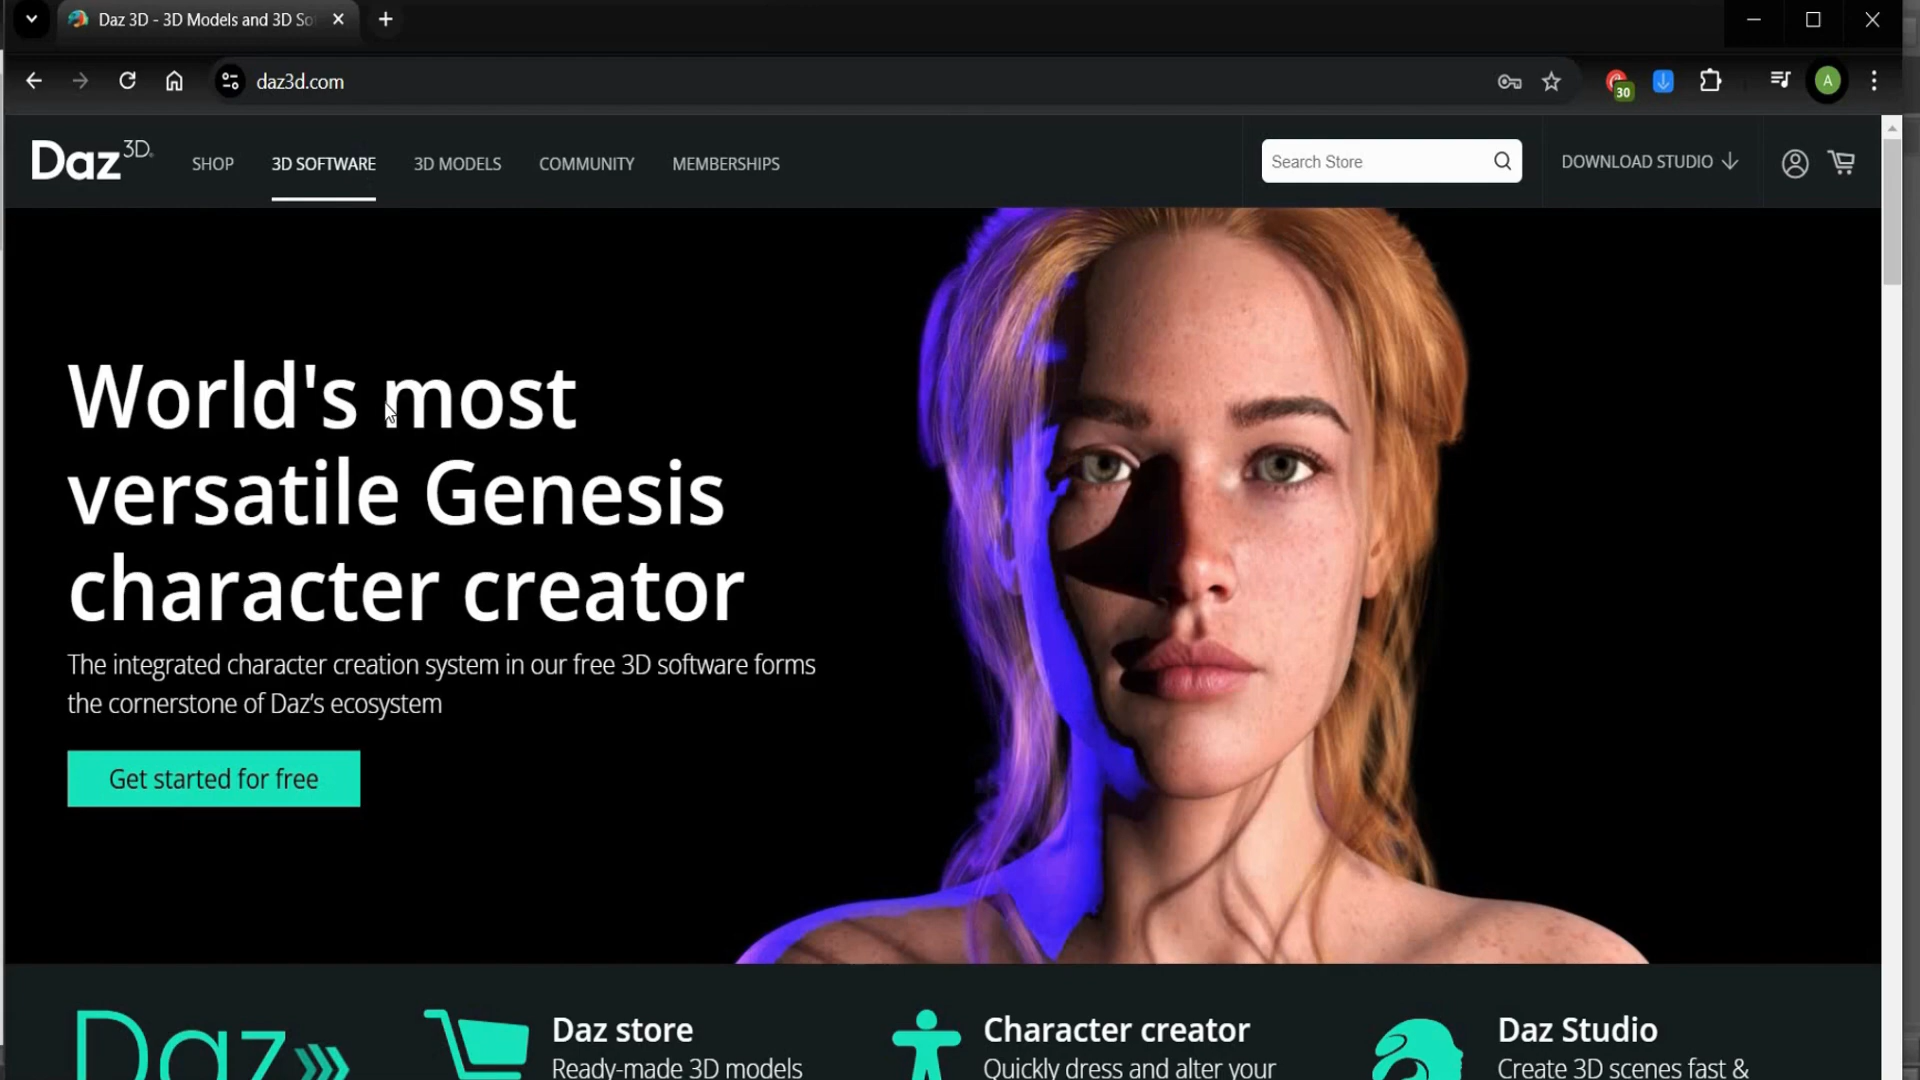 Daz 3D - 3D Models and 3D So
daz3d.com
30
A
Daz 3D
SHOP
3D SOFTWARE
3D MODELS
COMMUNITY
MEMBERSHIPS
Search Store
DOWNLOAD STUDIO
World's most
versatile Genesis
character creator
The integrated character creation system in our free 3D software forms
the cornerstone of Daz’s ecosystem
Get started for free
Daz
Daz store
Ready-made 3D models
Character creator
Quickly dress and alter your
Daz Studio
Create 3D scenes fast &